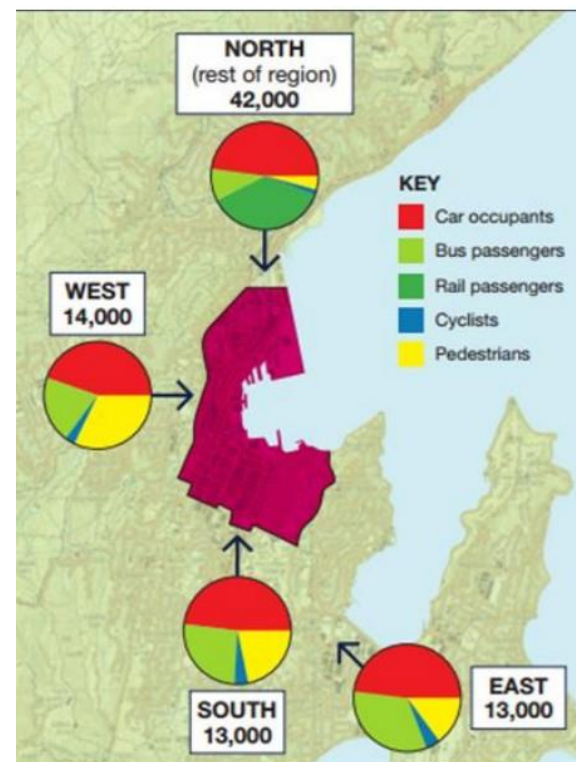 NORTH
(rest of region)
42,000
KEY
Car occupants
Bus passengers
Rail passengers
Cyclists
Pedestrians
WEST
14,000
SOUTH
13,000
EAST
13,000